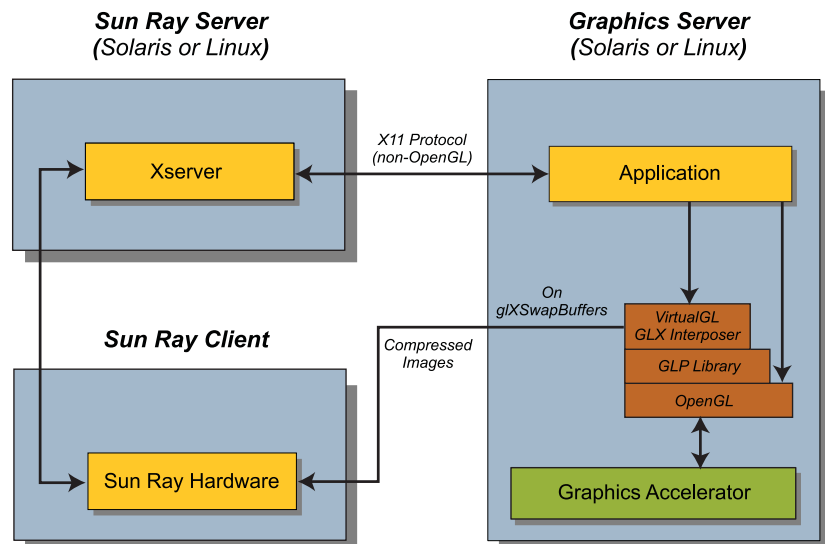 Sun Ray Server
(Solaris or Linux)
Graphics Server
(Solaris or Linux)
X11 Protocol
(non-OpenGL)
Xserver
Application
On
glXSwapBuffers
VirtualGL
GLX Interposer
Sun Ray Client
Compressed
Images
GLP Library
OpenGL
Sun Ray Hardware
Graphics Accelerator